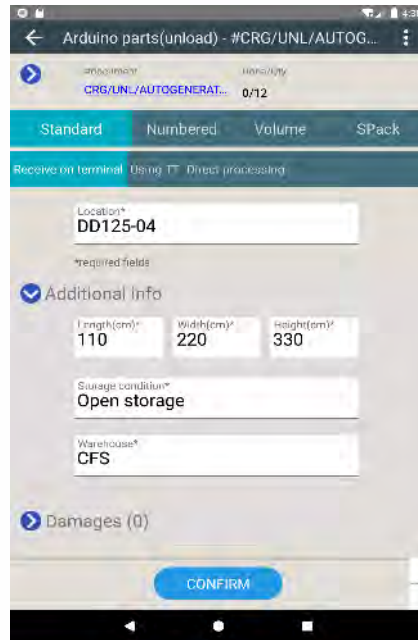 4:3
Arduino parts(unload) - #CRG/UNL/AUTOG...
CRG/UNL/AUTOGENERAT...
0/12
Standard Numbered Volume SPack
Receive on terminal Using TT Direct processing
Location*
DD125-04
*required fields
Additional Info
Length(cm)* Width(cm)* Height(cm)*
110 220 330
Storage condition*
Open storage
Warehouse*
CFS
Damages (0)
CONFIRM